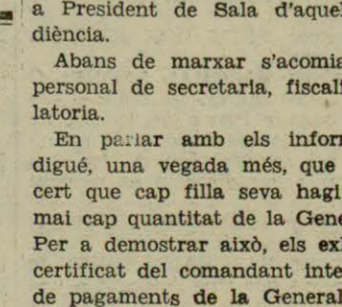 a President de Sala d'aquel
diència.
Abans de marxar s'acomia
personal de secretaria, fiscali
latoria.
En parlar amb els infor
digué, una vegada més, que
cert que cap filla seva hagi
mai cap quantitat de la Gene
Per a demostrar això, els ex
certificat del comandant inte
de pagaments de la General